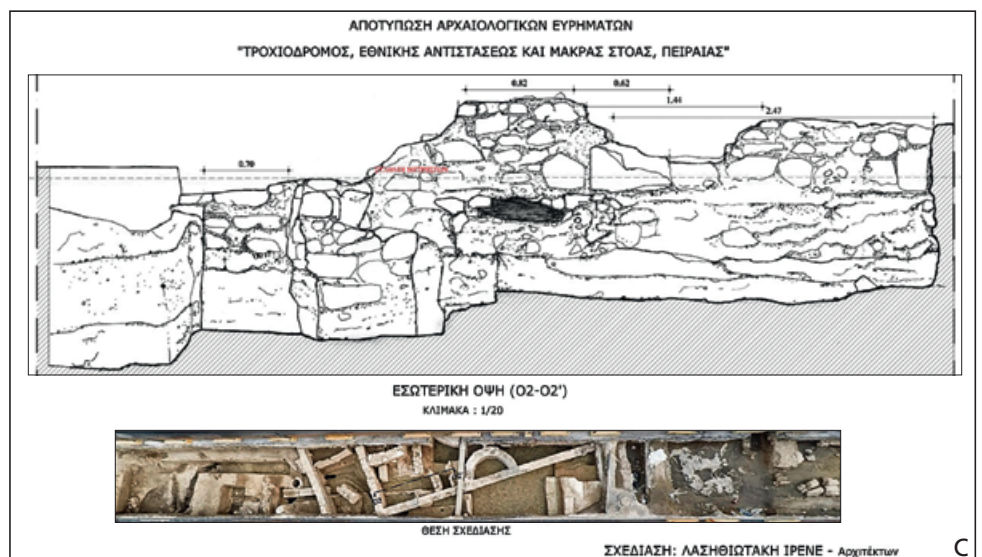 ΑΠΟΤΥΠΩΣΗ ΑΡΧΑΙΟΛΟΓΙΚΩΝ ΕΥΡΗΜΑΤΩΝ
"ΤΡΟΧΙΟΔΡΟΜΟΣ, ΕΘΝΙΚΗΣ ΑΝΤΙΣΤΑΣΕΩΣ ΚΑΙ ΜΑΚΡΑΣ ΣΤΟΑΣ, ΠΕΙΡΑΙΑΣ"
0.82 0.62
1.44
2.47
0.70
ΕΣΩΤΕΡΙΚΗ ΟΨΗ (Ο2-Ο2')
ΚΛΙΜΑΚΑ : 1/20
ΘΕΣΗ ΣΧΕΔΙΑΣΗΣ
ΣΧΕΔΙΑΣΗ: ΛΑΣΗΘΙΩΤΑΚΗ ΙΡΕΝΕ - Αρχιτέκτων
C